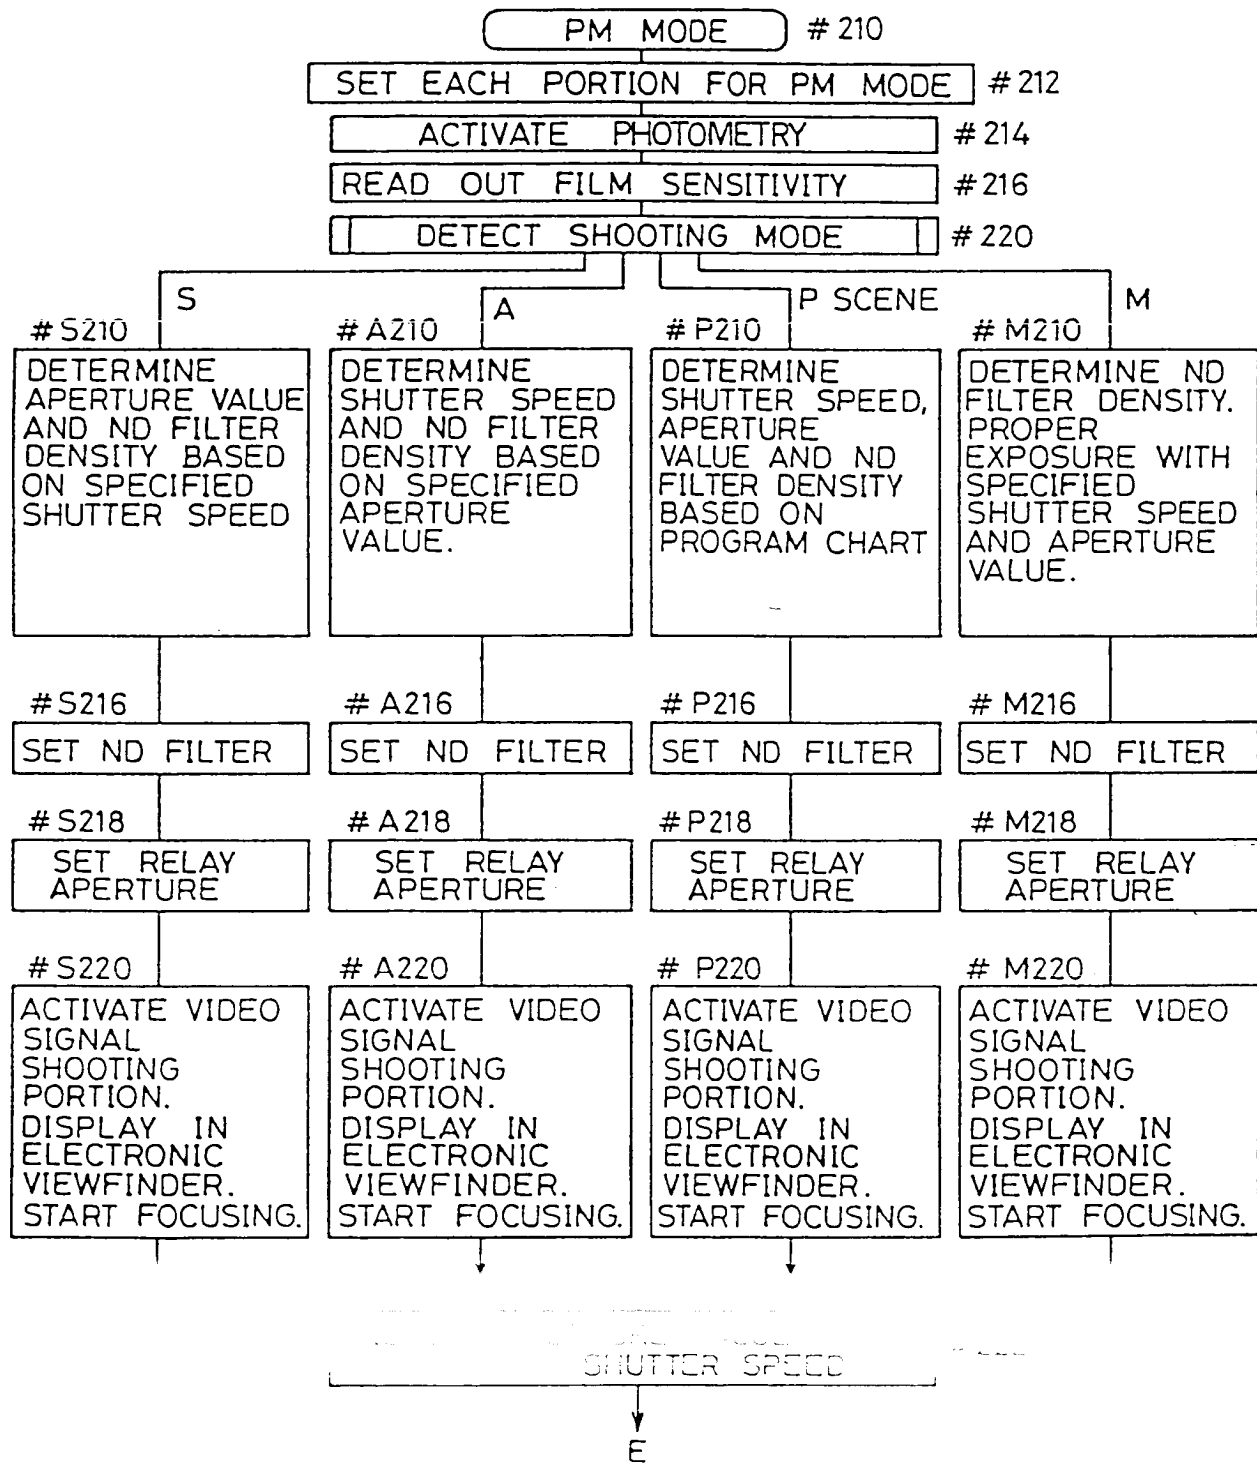 PM MODE #210
SET EACH PORTION FOR PM MODE #212
ACTIVATE PHOTOMETRY #214
READ OUT FILM SENSITIVITY #216
DETECT SHOOTING MODE #220
S
A
P SCENE
M
#S210
DETERMINE
APERTURE VALUE
AND ND FILTER
DENSITY BASED
ON SPECIFIED
SHUTTER SPEED
#A210
DETERMINE
SHUTTER SPEED
AND ND FILTER
DENSITY BASED
ON SPECIFIED
APERTURE
VALUE.
#P210
DETERMINE
SHUTTER SPEED,
APERTURE
VALUE AND ND
FILTER DENSITY
BASED ON
PROGRAM CHART
#M210
DETERMINE ND
FILTER DENSITY.
PROPER
EXPOSURE WITH
SPECIFIED
SHUTTER SPEED
AND APERTURE
VALUE.
#S216
SET ND FILTER
#A216
SET ND FILTER
#P216
SET ND FILTER
#M216
SET ND FILTER
#S218
SET RELAY
APERTURE
#A218
SET RELAY
APERTURE
#P218
SET RELAY
APERTURE
#M218
SET RELAY
APERTURE
#S220
ACTIVATE VIDEO
SIGNAL
SHOOTING
PORTION.
DISPLAY IN
ELECTRONIC
VIEWFINDER.
START FOCUSING.
#A220
ACTIVATE VIDEO
SIGNAL
SHOOTING
PORTION.
DISPLAY IN
ELECTRONIC
VIEWFINDER.
START FOCUSING.
#P220
ACTIVATE VIDEO
SIGNAL
SHOOTING
PORTION.
DISPLAY IN
ELECTRONIC
VIEWFINDER.
START FOCUSING.
#M220
ACTIVATE VIDEO
SIGNAL
SHOOTING
PORTION.
DISPLAY IN
ELECTRONIC
VIEWFINDER.
START FOCUSING.
SHUTTER SPEED
E